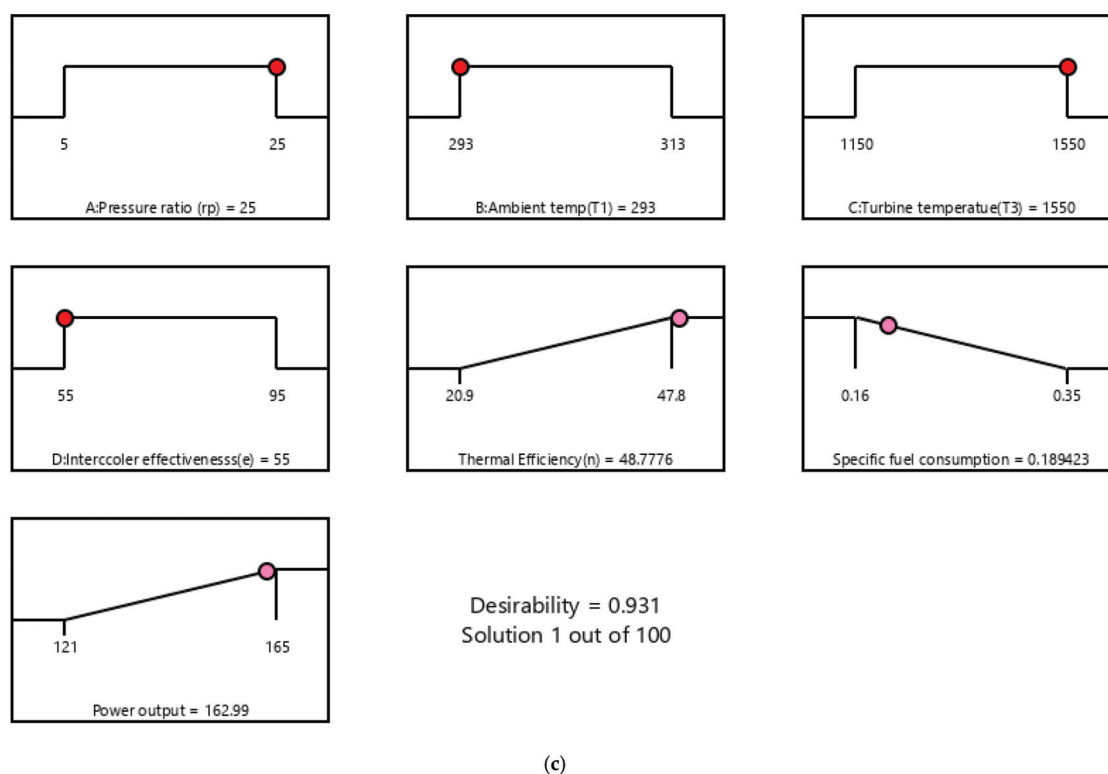 5 25
A:Pressure ratio (rp) = 25
293 313
B:Ambient temp(T1) = 293
1150 1550
C:Turbine temperatue(T3) = 1550
55 95
D:Interccoler effectivenesss(e) = 55
20.9 47.8
Thermal Efficiency(n) = 48.7776
0.16 0.35
Specific fuel consumption = 0.189423
121 165
Power output = 162.99
Desirability = 0.931
Solution 1 out of 100
(c)